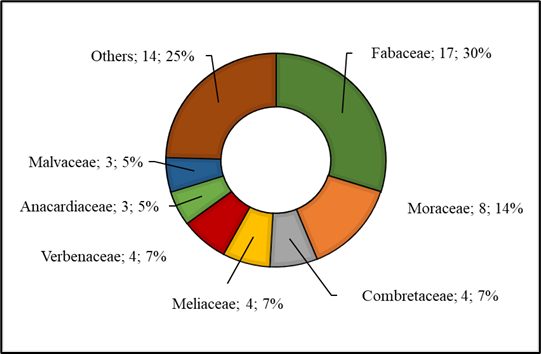 Others; 14; 25%
Fabaceae; 17; 30%
Malvaceae; 3; 5%
Anacardiaceae; 3; 5%
Moraceae; 8; 14%
Verbenaceae; 4; 7%
Meliaceae; 4; 7%
Combretaceae; 4; 7%